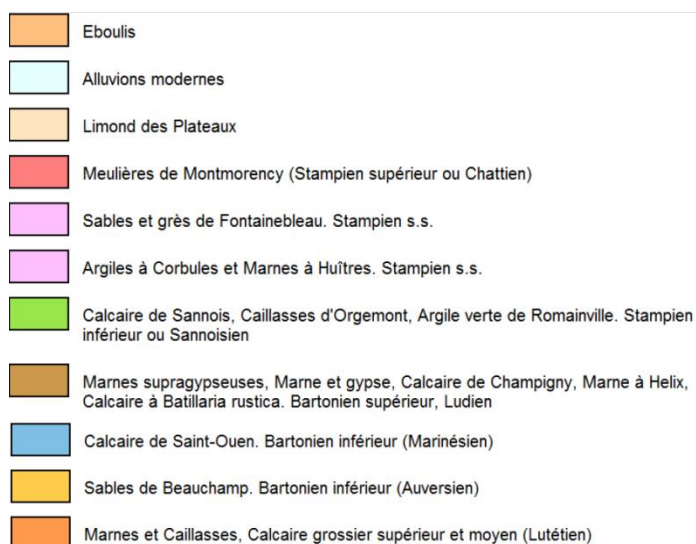 Eboulis
Alluvions modernes
Limond des Plateaux
Meulières de Montmorency (Stampien supérieur ou Chattien)
Sables et grès de Fontainebleau. Stampien s.s.
Argiles à Corbules et Marnes à Huîtres. Stampien s.s.
Calcaire de Sannois, Caillasses d'Orgemont, Argile verte de Romainville. Stampien
inférieur ou Sannoisien
Marnes supragypseuses, Marne et gypse, Calcaire de Champigny, Marne à Helix,
Calcaire à Batillaria rustica. Bartonien supérieur, Ludien
Calcaire de Saint-Ouen. Bartonien inférieur (Marinésien)
Sables de Beauchamp. Bartonien inférieur (Auversien)
Marnes et Caillasses, Calcaire grossier supérieur et moyen (Lutétien)